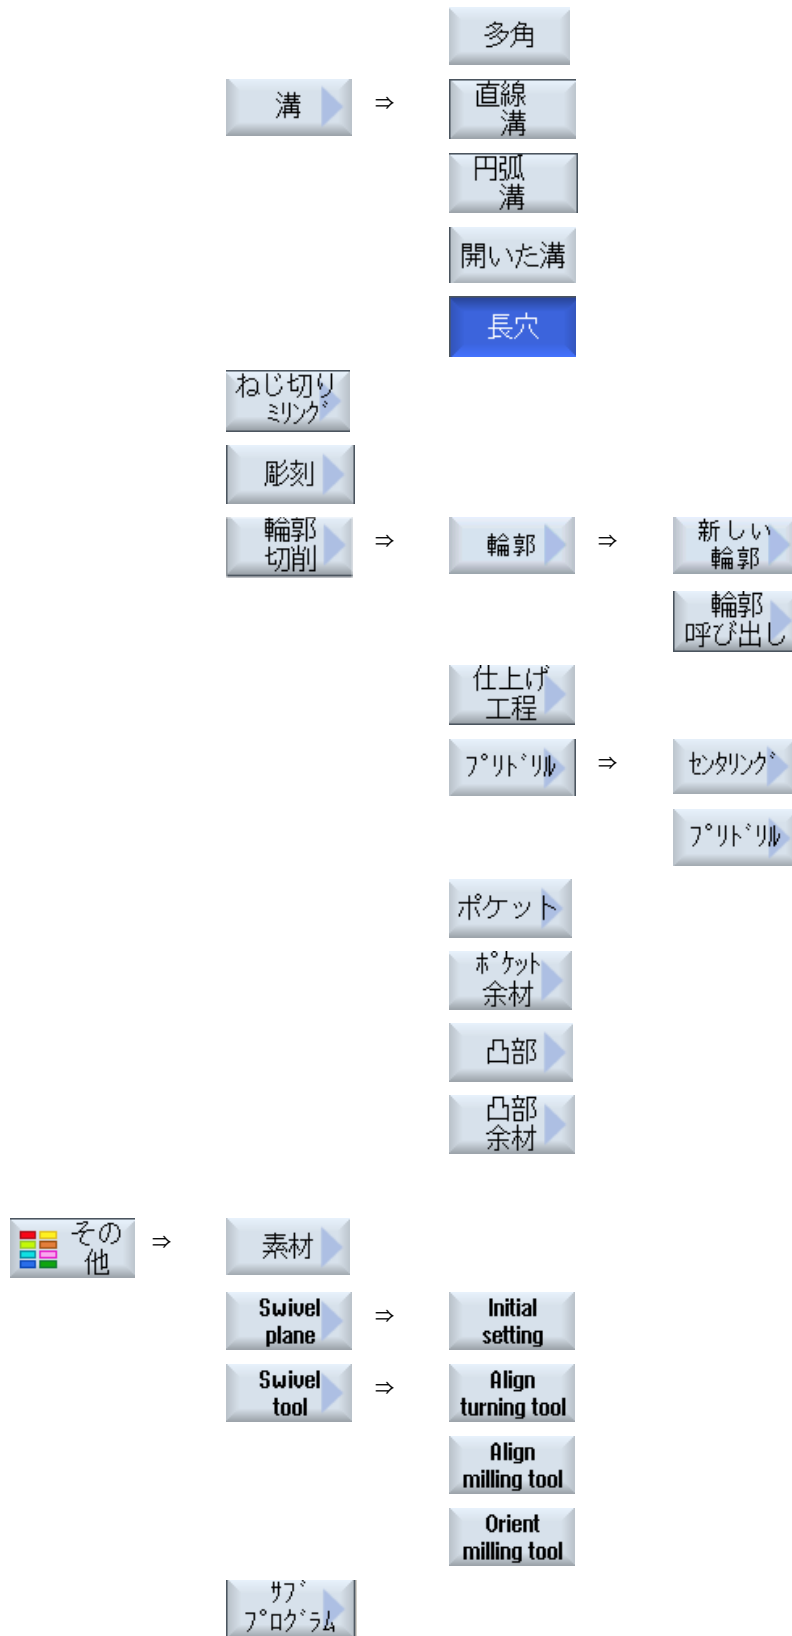 多角
溝
⇒
直線
溝
円弧
溝
開いた溝
長穴
ねじ切り
ミリング
彫刻
輪郭
切削
⇒
輪郭
⇒
新しい
輪郭
輪郭
呼び出し
仕上げ
工程
プリドリル
⇒
センタリング
プリドリル
ポケット
ポケット
余材
凸部
凸部
余材
その
他
⇒
素材
Swivel
plane
⇒
Initial
setting
Swivel
tool
⇒
Align
turning tool
Align
milling tool
Orient
milling tool
サブ
プログラム